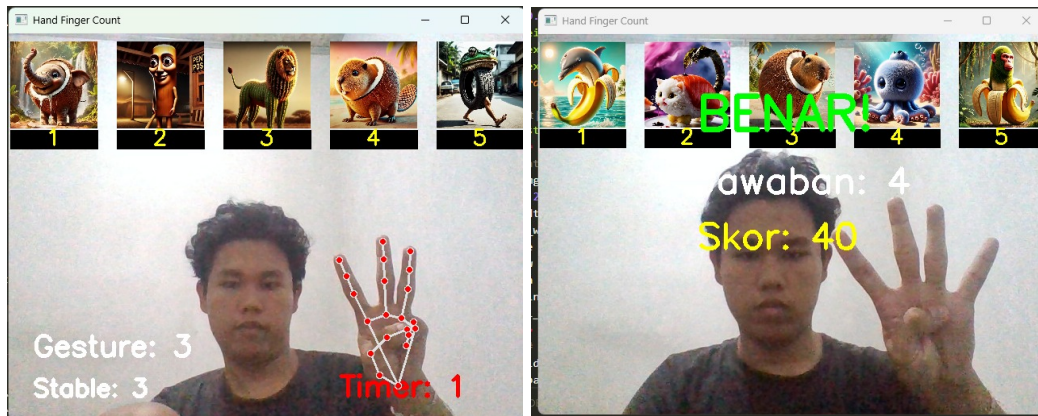 Hand Finger Count
1 2 3 4 5
Gesture: 3
Stable: 3
Timer: 1
Hand Finger Count
1 2 3 4 5
BENAR!
awaban: 4
Skor: 40